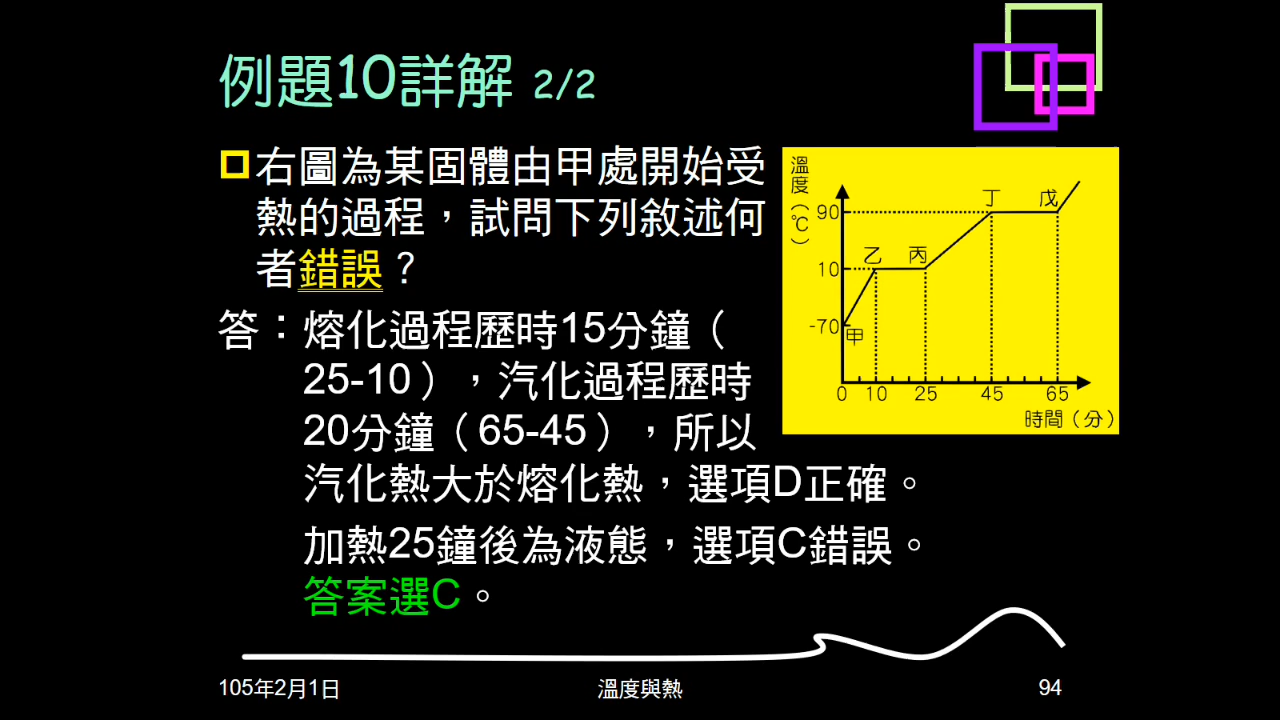 例題10詳解 2/2
右圖為某固體由甲處開始受
熱的過程，試問下列敘述何
者錯誤？
答：熔化過程歷時15分鐘（
25-10），汽化過程歷時
20分鐘（65-45），所以
汽化熱大於熔化熱，選項D正確。
加熱25鐘後為液態，選項C錯誤。
答案選C。
溫度（℃）
90
10
-70
甲
乙
丙
丁
戊
0 10 25 45 65
時間（分）
105年2月1日
溫度與熱
94